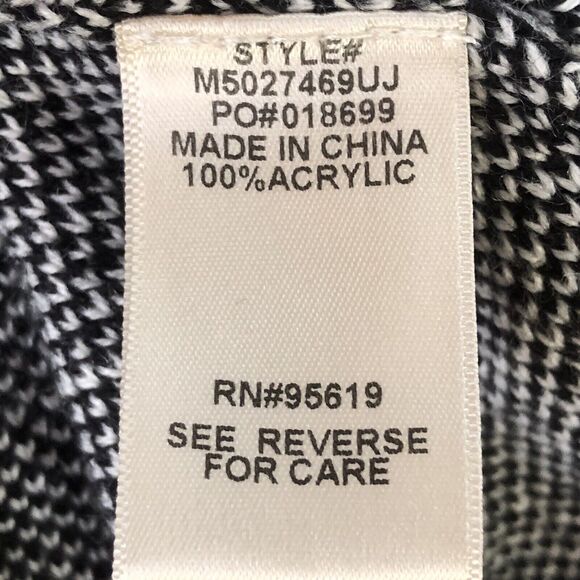 STYLE#
M5027469UJ
PO#018699
MADE IN CHINA
100%ACRYLIC
RN#95619
SEE REVERSE
FOR CARE